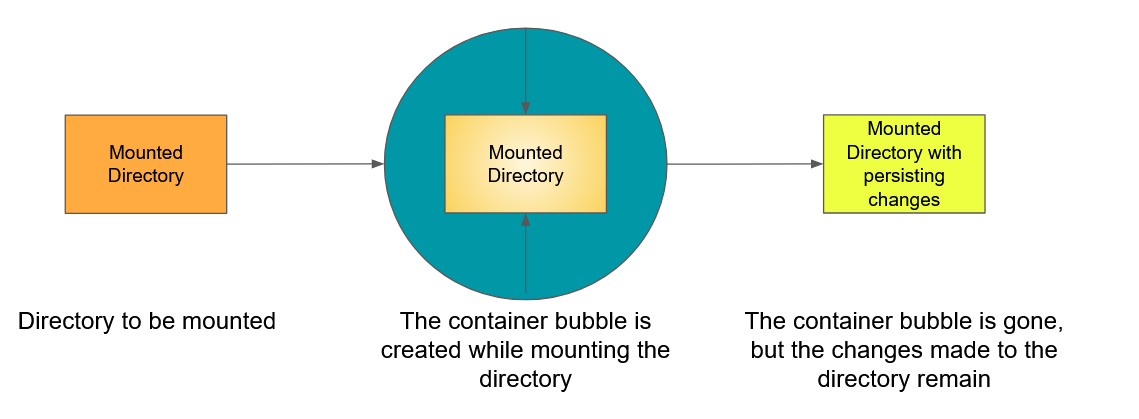 Mounted
Directory
Mounted
Directory
Mounted
Directory with
persisting
changes
Directory to be mounted
The container bubble is
created while mounting the
directory
The container bubble is gone,
but the changes made to the
directory remain